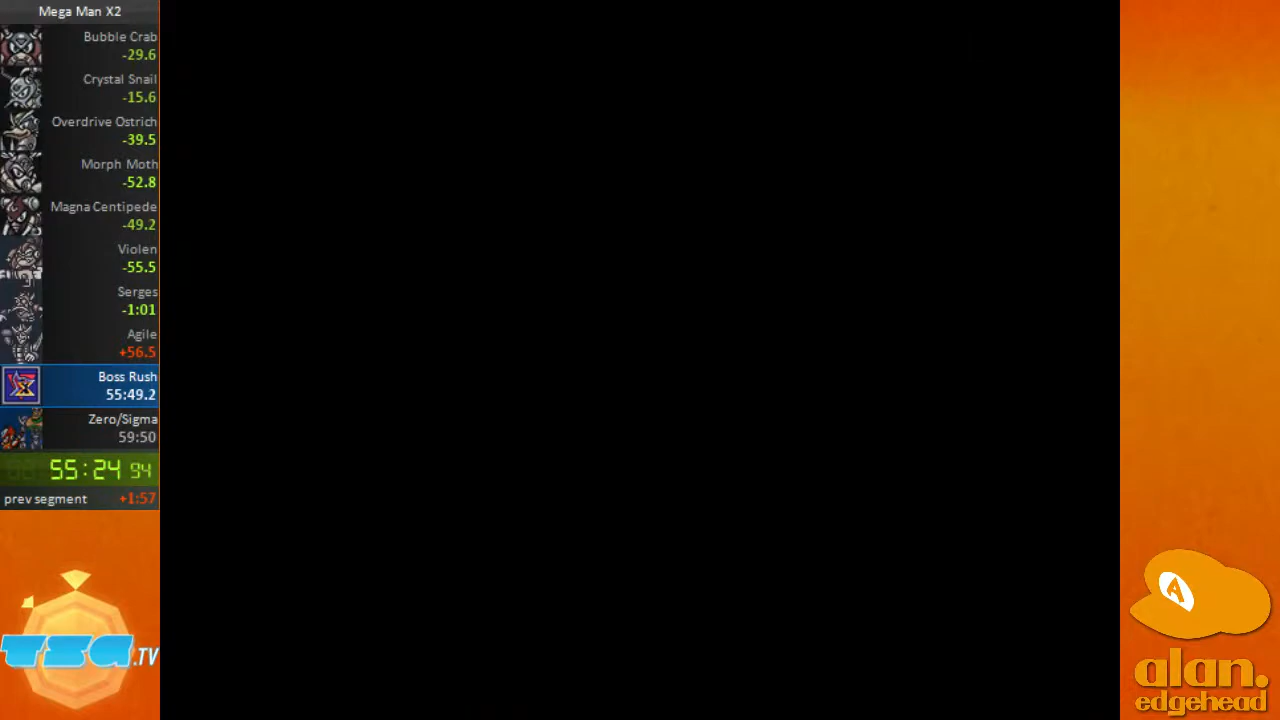 Mega Man X2
Bubble Crab
-29.6
Crystal Snail
-15.6
Overdrive Ostrich
-39.5
Morph Moth
-52.8
Magna Centipede
-49.2
Violen
-55.5
Serges
-1:01
Agile
+56.5
Boss Rush
55:49.2
Zero/Sigma
59:50
55:24 94
prev segment +1:57
TSG.TV
A
alan.
edgehead